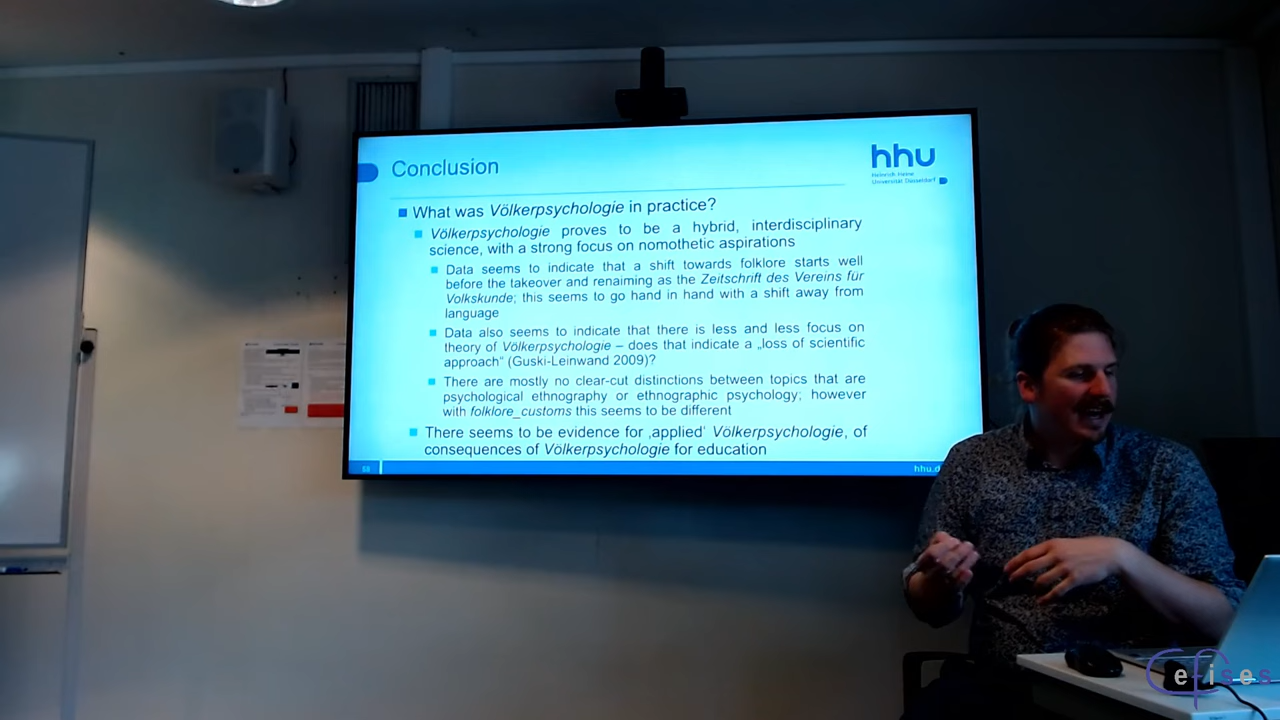 Conclusion
hhu
Heinrich Heine
Universität Düsseldorf
What was Völkerpsychologie in practice?
Völkerpsychologie proves to be a hybrid, interdisciplinary
science, with a strong focus on nomothetic aspirations
Data seems to indicate that a shift towards folklore starts well
before the takeover and renaiming as the Zeitschrift des Vereins für
Volkskunde; this seems to go hand in hand with a shift away from
language
Data also seems to indicate that there is less and less focus on
theory of Völkerpsychologie – does that indicate a „loss of scientific
approach“ (Guski-Leinwand 2009)?
There are mostly no clear-cut distinctions between topics that are
psychological ethnography or ethnographic psychology; however
with folklore_customs this seems to be different
There seems to be evidence for ‚applied‘ Völkerpsychologie, of
consequences of Völkerpsychologie for education
hhu.d
Cefises